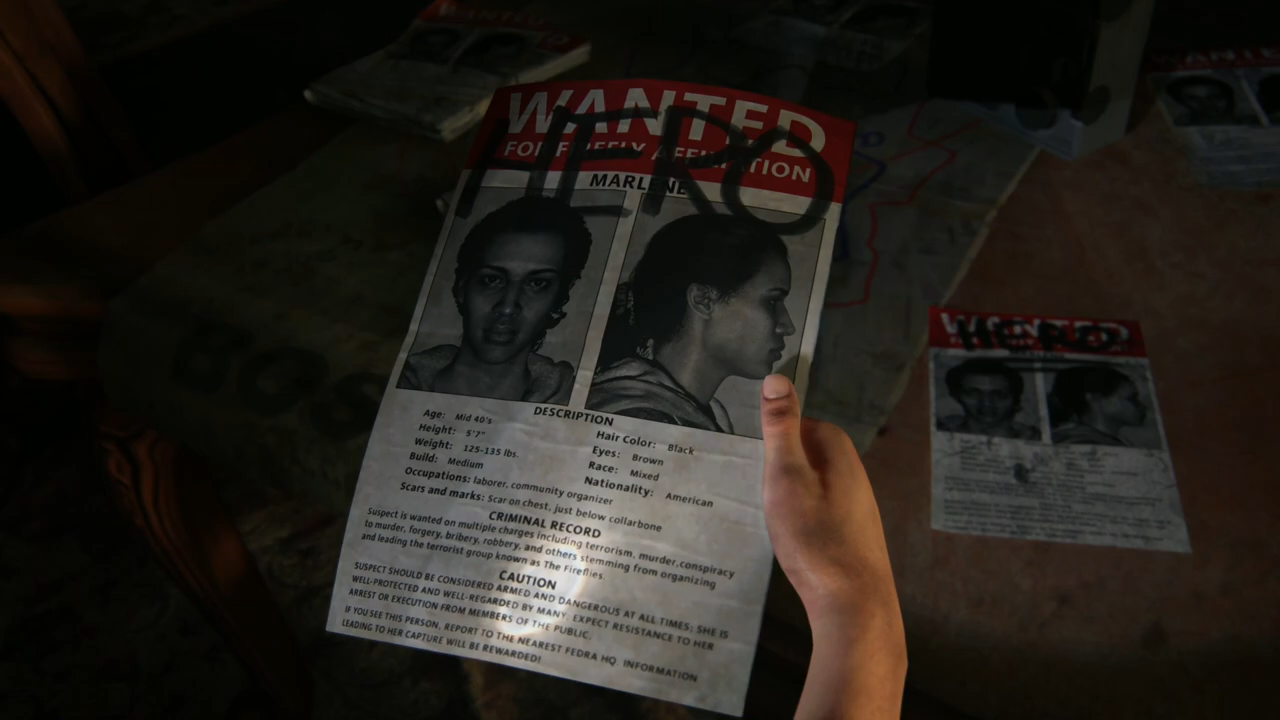 WANTED
FOR FIREFLY AFFILIATION
HERO
MARLENE
DESCRIPTION
Age: Mid 40's
Height: 5'7"
Weight: 125-135 lbs.
Build: Medium
Hair Color: Black
Eyes: Brown
Race: Mixed
Nationality: American
Occupations: laborer, community organizer
Scars and marks: Scar on chest, just below collarbone
CRIMINAL RECORD
Suspect is wanted on multiple charges including terrorism, murder,conspiracy
to murder, forgery, bribery, robbery, and others stemming from organizing
and leading the terrorist group known as The Fireflies.
CAUTION
SUSPECT SHOULD BE CONSIDERED ARMED AND DANGEROUS AT ALL TIMES; SHE IS
WELL-PROTECTED AND WELL-REGARDED BY MANY. EXPECT RESISTANCE TO HER
ARREST OR EXECUTION FROM MEMBERS OF THE PUBLIC.
IF YOU SEE THIS PERSON, REPORT TO THE NEAREST FEDRA HQ. INFORMATION
LEADING TO HER CAPTURE WILL BE REWARDED!
WANTED
HERO
WANTED
WANTED